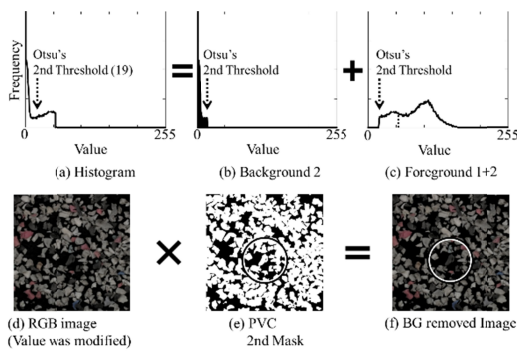 Frequency
Otsu's
2nd Threshold (19)
0
255
Value
(a) Histogram
=
Otsu's
2nd Threshold
0
255
Value
(b) Background 2
+
Otsu's
2nd Threshold
0
255
Value
(c) Foreground 1+2
×
=
(d) RGB image
(Value was modified)
(e) PVC
2nd Mask
(f) BG removed Image